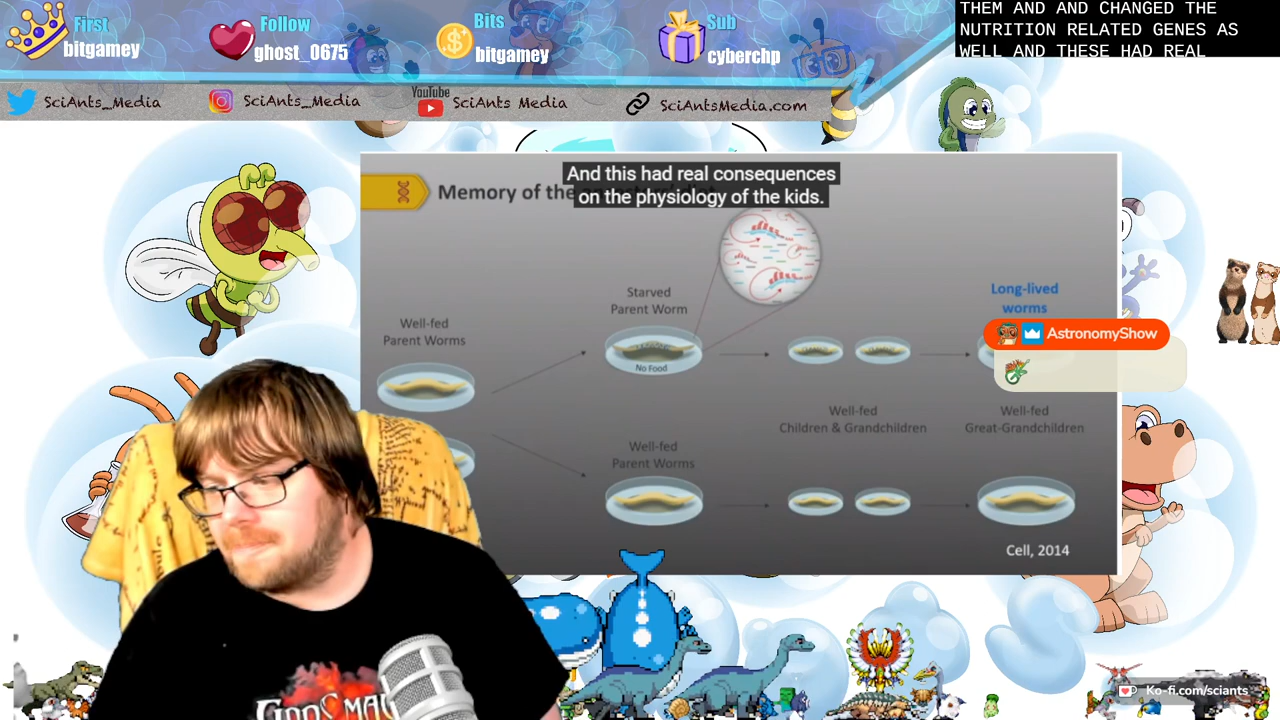 First
bitgamey
Follow
ghost_0675
Bits
bitgamey
Sub
cyberchp
THEM AND AND CHANGED THE
NUTRITION RELATED GENES AS
WELL AND THESE HAD REAL
SciAnts_Media
SciAnts_Media
YouTube
SciAnts Media
SciAntsMedia.com
And this had real consequences
on the physiology of the kids.
Memory of the
Starved
Parent Worm
No Food
Well-fed
Parent Worms
Long-lived
worms
AstronomyShow
Well-fed
Children & Grandchildren
Well-fed
Great-Grandchildren
Well-fed
Parent Worms
Cell, 2014
Ko-fi.com/sciants